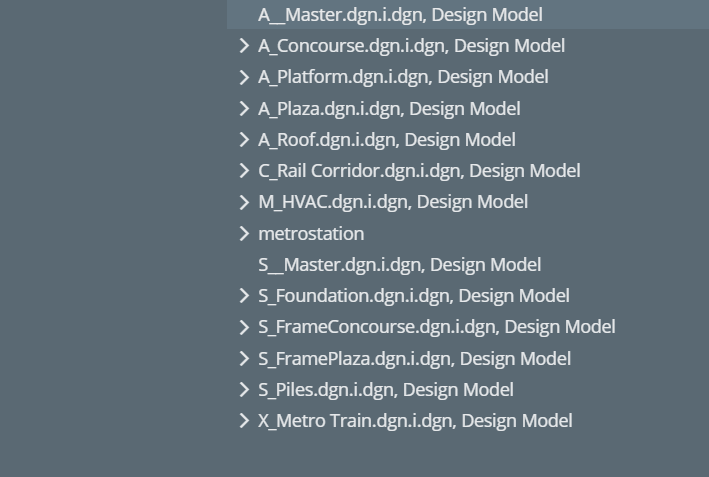 A__Master.dgn.i.dgn, Design Model
A_Concourse.dgn.i.dgn, Design Model
A_Platform.dgn.i.dgn, Design Model
A_Plaza.dgn.i.dgn, Design Model
A_Roof.dgn.i.dgn, Design Model
C_Rail Corridor.dgn.i.dgn, Design Model
M_HVAC.dgn.i.dgn, Design Model
metrostation
S__Master.dgn.i.dgn, Design Model
S_Foundation.dgn.i.dgn, Design Model
S_FrameConcourse.dgn.i.dgn, Design Model
S_FramePlaza.dgn.i.dgn, Design Model
S_Piles.dgn.i.dgn, Design Model
X_Metro Train.dgn.i.dgn, Design Model